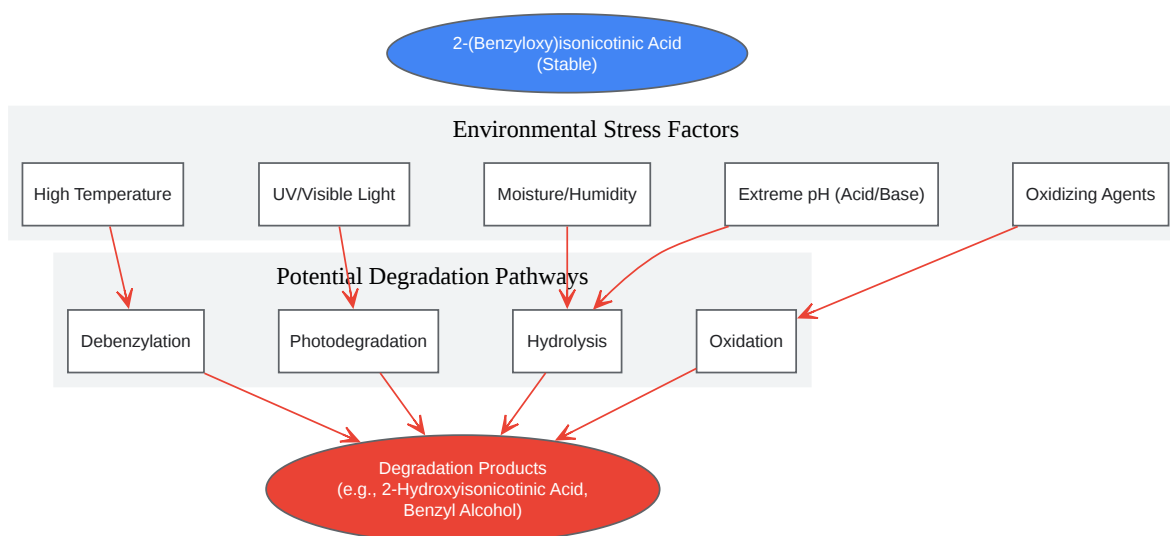 2-(Benzyloxy)isonicotinic Acid
(Stable)
Environmental Stress Factors
High Temperature
UV/Visible Light
Moisture/Humidity
Extreme pH (Acid/Base)
Oxidizing Agents
Potential Degradation Pathways
Debenzylation
Photodegradation
Hydrolysis
Oxidation
Degradation Products
(e.g., 2-Hydroxyisonicotinic Acid,
Benzyl Alcohol)